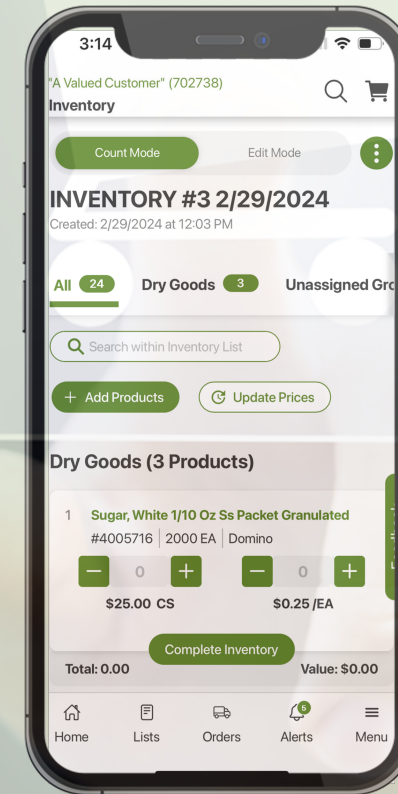 3:14
"A Valued Customer" (702738)
Inventory
Count Mode Edit Mode
INVENTORY #3 2/29/2024
Created: 2/29/2024 at 12:03 PM
All 24 Dry Goods 3 Unassigned Gro
Search within Inventory List
+ Add Products Update Prices
Dry Goods (3 Products)
1 Sugar, White 1/10 Oz Ss Packet Granulated
#4005716 | 2000 EA | Domino
− 0 + − 0 +
$25.00 CS $0.25 /EA
Complete Inventory
Total: 0.00 Value: $0.00
5
Home Lists Orders Alerts Menu